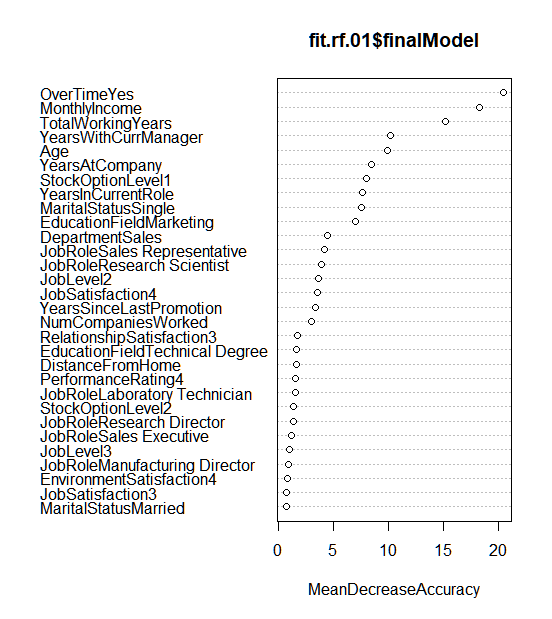 fit.rf.01$finalModel
OverTimeYes
MonthlyIncome
TotalWorkingYears
YearsWithCurrManager
Age
YearsAtCompany
StockOptionLevel1
YearsInCurrentRole
MaritalStatusSingle
EducationFieldMarketing
DepartmentSales
JobRoleSales Representative
JobRoleResearch Scientist
JobLevel2
JobSatisfaction4
YearsSinceLastPromotion
NumCompaniesWorked
RelationshipSatisfaction3
EducationFieldTechnical Degree
DistanceFromHome
PerformanceRating4
JobRoleLaboratory Technician
StockOptionLevel2
JobRoleResearch Director
JobRoleSales Executive
JobLevel3
JobRoleManufacturing Director
EnvironmentSatisfaction4
JobSatisfaction3
MaritalStatusMarried
0 5 10 15 20
MeanDecreaseAccuracy